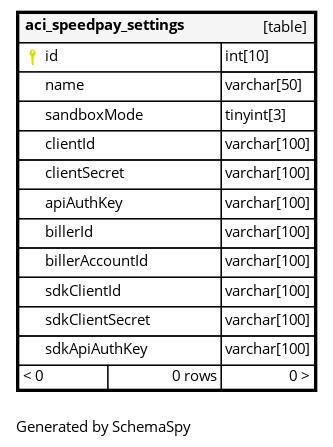 aci_speedpay_settings [table]
id int[10]
name varchar[50]
sandboxMode tinyint[3]
clientId varchar[100]
clientSecret varchar[100]
apiAuthKey varchar[100]
billerId varchar[100]
billerAccountId varchar[100]
sdkClientId varchar[100]
sdkClientSecret varchar[100]
sdkApiAuthKey varchar[100]
< 0 0 rows 0 >
Generated by SchemaSpy